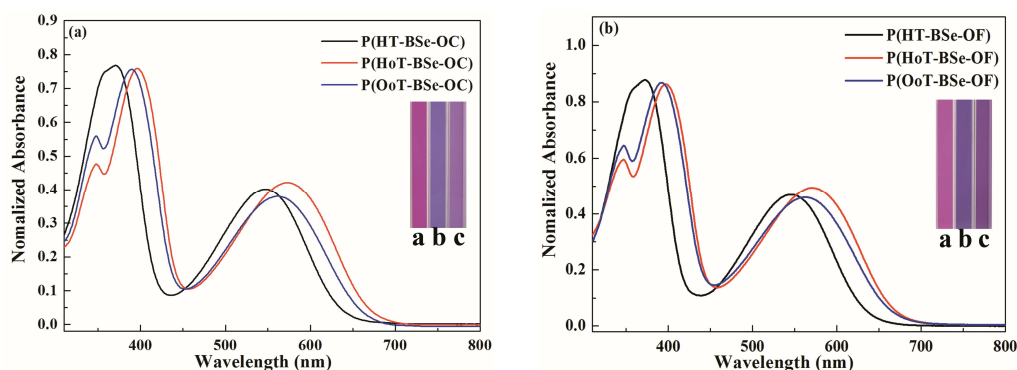 (a)
P(HT-BSe-OC)
P(HoT-BSe-OC)
P(OoT-BSe-OC)
a b c
Nomalized Absorbance
0.9
0.8
0.7
0.6
0.5
0.4
0.3
0.2
0.1
0.0
400 500 600 700 800
Wavelength (nm)
(b)
P(HT-BSe-OF)
P(HoT-BSe-OF)
P(OoT-BSe-OF)
a b c
Nomalized Absorbance
1.0
0.8
0.6
0.4
0.2
0.0
400 500 600 700 800
Wavelength (nm)